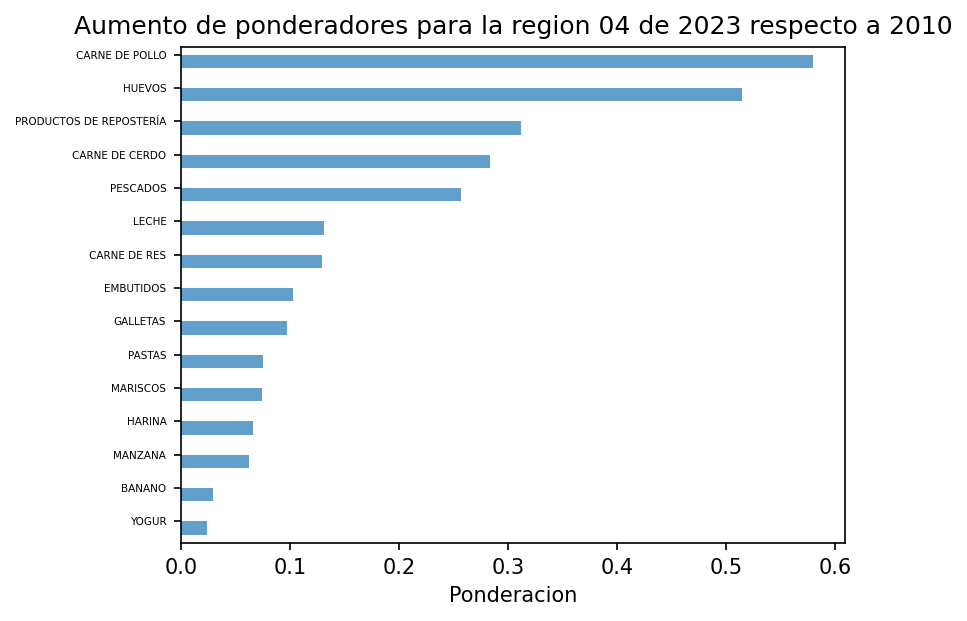 Aumento de ponderadores para la region 04 de 2023 respecto a 2010
CARNE DE POLLO
HUEVOS
PRODUCTOS DE REPOSTERÍA
CARNE DE CERDO
PESCADOS
LECHE
CARNE DE RES
EMBUTIDOS
GALLETAS
PASTAS
MARISCOS
HARINA
MANZANA
BANANO
YOGUR
0.0 0.1 0.2 0.3 0.4 0.5 0.6
Ponderacion